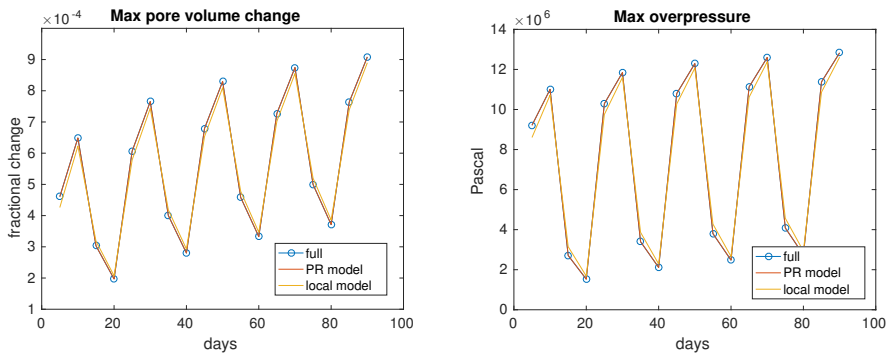 Max pore volume change
×10^-4
9
8
7
6
5
4
3
2
1
fractional change
0 20 40 60 80 100
days
full
PR model
local model
Max overpressure
×10^6
14
12
10
8
6
4
2
0
Pascal
0 20 40 60 80 100
days
full
PR model
local model